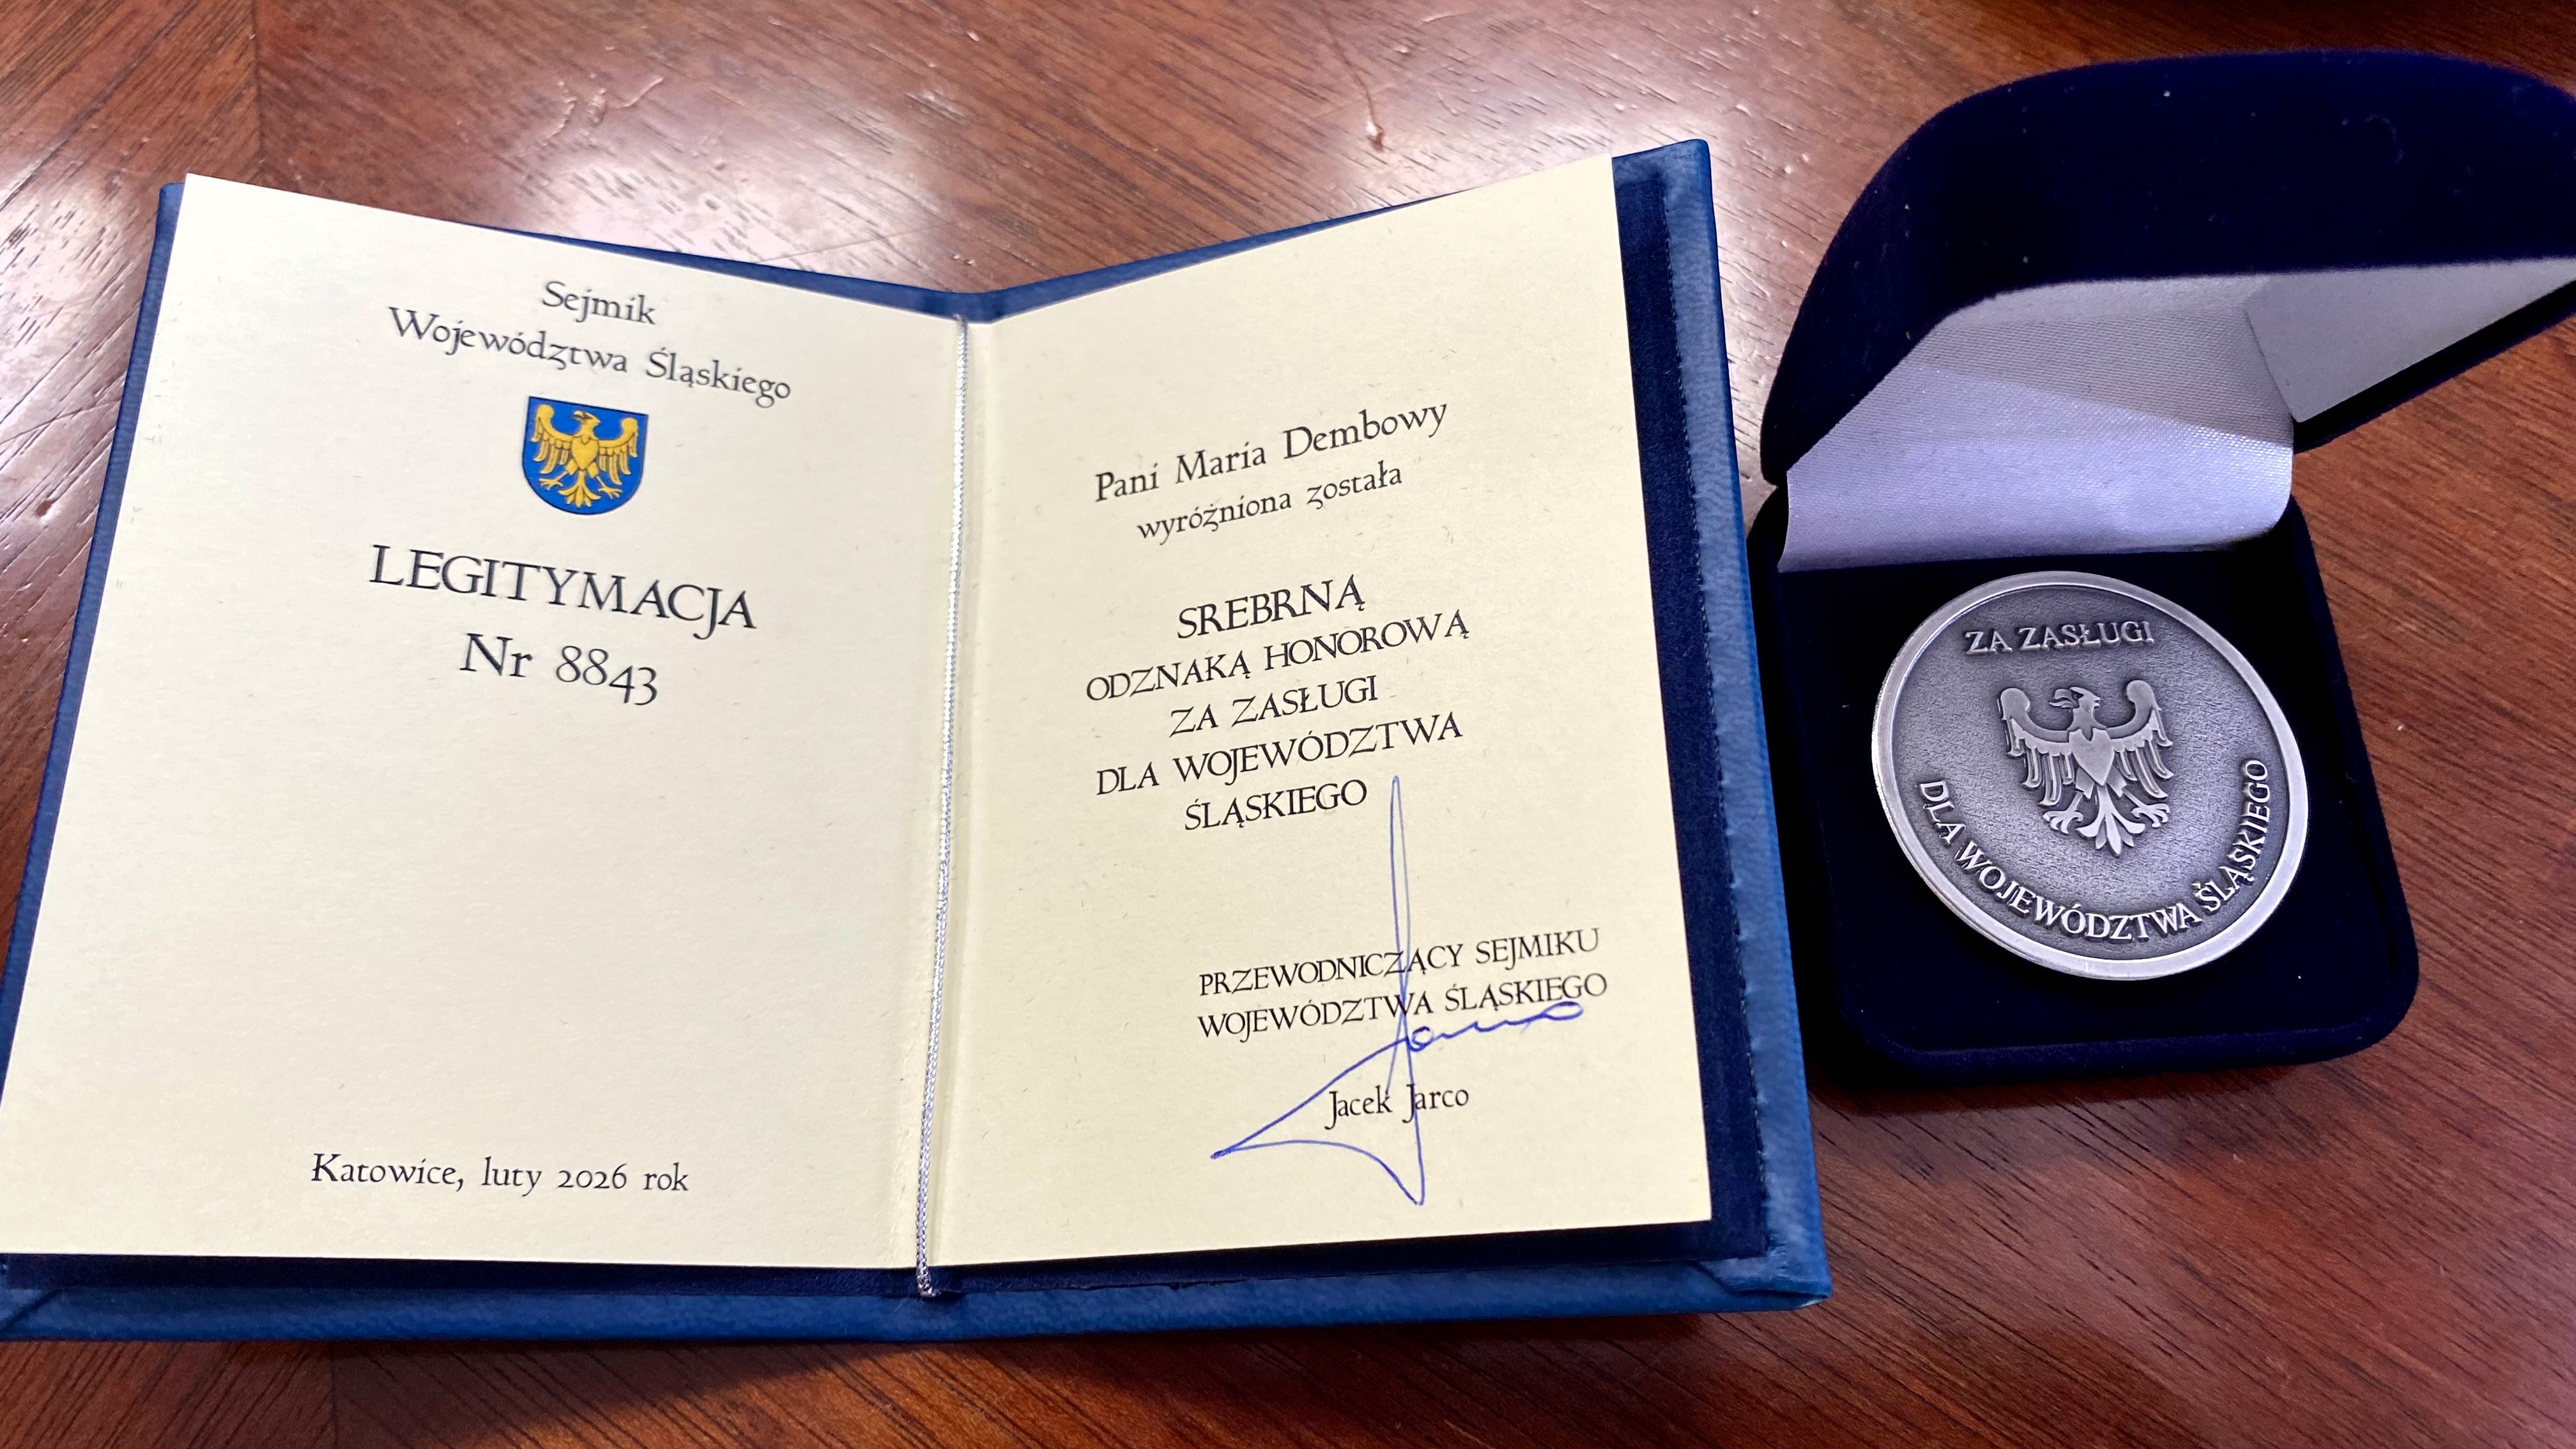 Sejmik
Województwa Śląskiego
LEGITYMACJA
Nr 8843
Katowice, luty 2026 rok
Pani Maria Dembowy
wyróżniona została
SREBRNĄ
ODZNAKĄ HONOROWĄ
ZA ZASŁUGI
DLA WOJEWÓDZTWA
ŚLĄSKIEGO
PRZEWODNICZĄCY SEJMIKU
WOJEWÓDZTWA ŚLĄSKIEGO
Jacek Jarco
ZA ZASŁUGI
DLA WOJEWÓDZTWA ŚLĄSKIEGO